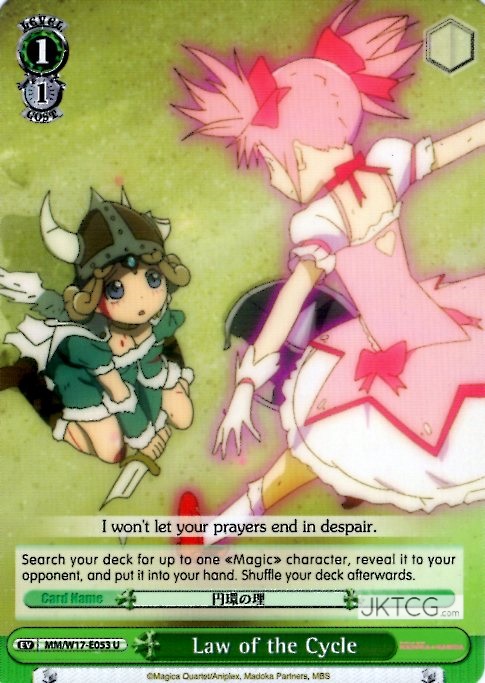 LEVEL
1
1
COST
I won't let your prayers end in despair.
Search your deck for up to one «Magic» character, reveal it to your
opponent, and put it into your hand. Shuffle your deck afterwards.
Card Name
円環の理
JKTCG.com
EV MM/W17-E053 U
Law of the Cycle
©Magica Quartet/Aniplex, Madoka Partners, MBS